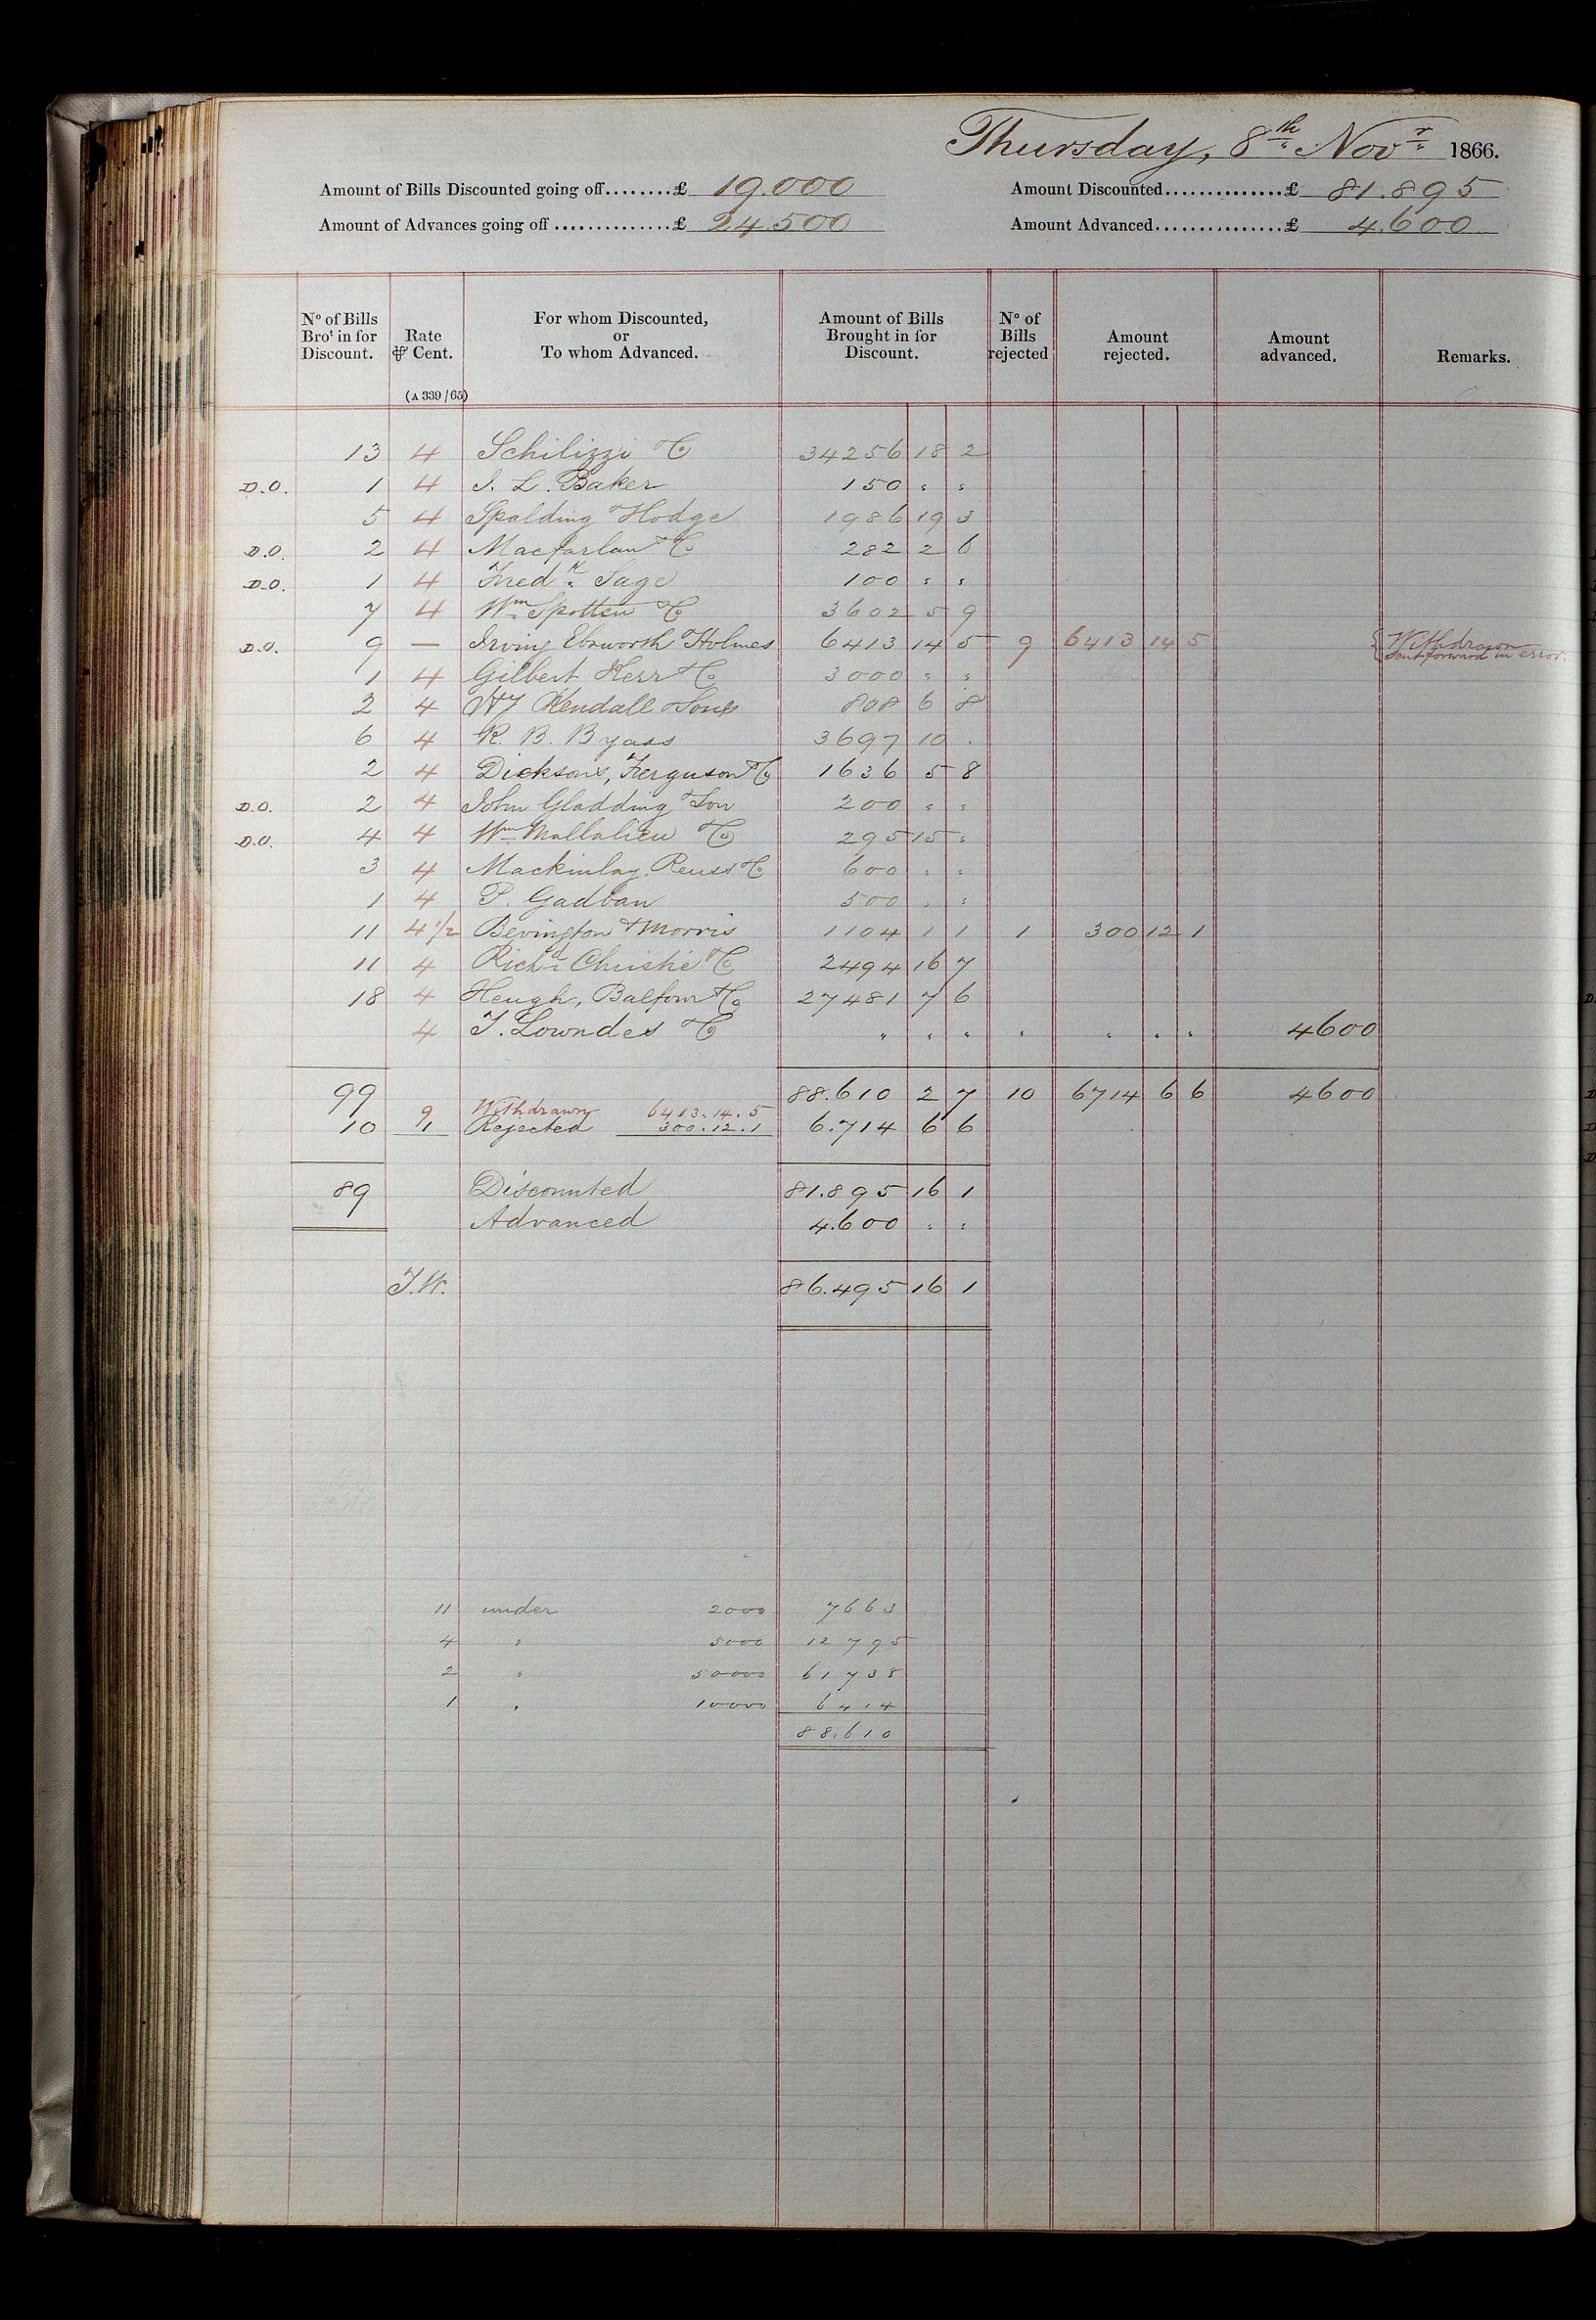 Thursday, 8th Novr 1866.
Amount of Bills Discounted going off........£ 19.000 Amount Discounted...............£ 81.895
Amount of Advances going off ..............£ 24500 Amount Advanced................£ 4.600
No of Bills Brot in for Discount. Rate ⅌ Cent. (A 339/65) For whom Discounted, or To whom Advanced. Amount of Bills Brought in for Discount. No of Bills rejected Amount rejected. Amount advanced. Remarks.
13 4 Schilizzi & Co 34256 18 2
D.O. 1 4 J. L. Baker 150 " "
5 4 Spalding & Hodge 1986 19 3
D.O. 2 4 Macfarlan & Co 282 2 6
D.O. 1 4 Fredk Sage 100 " "
7 4 Wm Spotten & Co 3602 5 9
D.O. 9 — Irving Ebsworth & Holmes 6413 14 5 9 6413 14 5 { Withdrawn sent forward in error.
1 4 Gilbert Kerr & Co 3000 " "
2 4 Kendall & Sons 808 6 8
6 4 R. B. Byass 3697 10 .
2 4 Dicksons, Ferguson & Co 1636 5 8
D.O. 2 4 John Gladding & Son 200 " "
D.O. 4 4 Wm Mallalieu & Co 295 15 "
3 4 Mackinlay, Reuss & Co 600 " "
1 4 P. Gadban 500 " "
11 4 1/2 Bevington & Morris 1104 1 1 1 300 12 1
11 4 Richd Christie & Co 2494 16 7
18 4 Heugh, Balfour & Co 27481 7 6
4 T. Lowndes & Co " " " " " " " 4600
99 88.610 2 7 10 6714 6 6 4600
9 Withdrawn 6413.14.5
10 1 Rejected 300.12.1 6.714 6 6
89 Discounted 81.895 16 1
Advanced 4.600 " "
T.W. 86.495 16 1
11 under 2000 7663
4 " 5000 12795
2 " 50000 61738
1 " 10000 6414
88.610